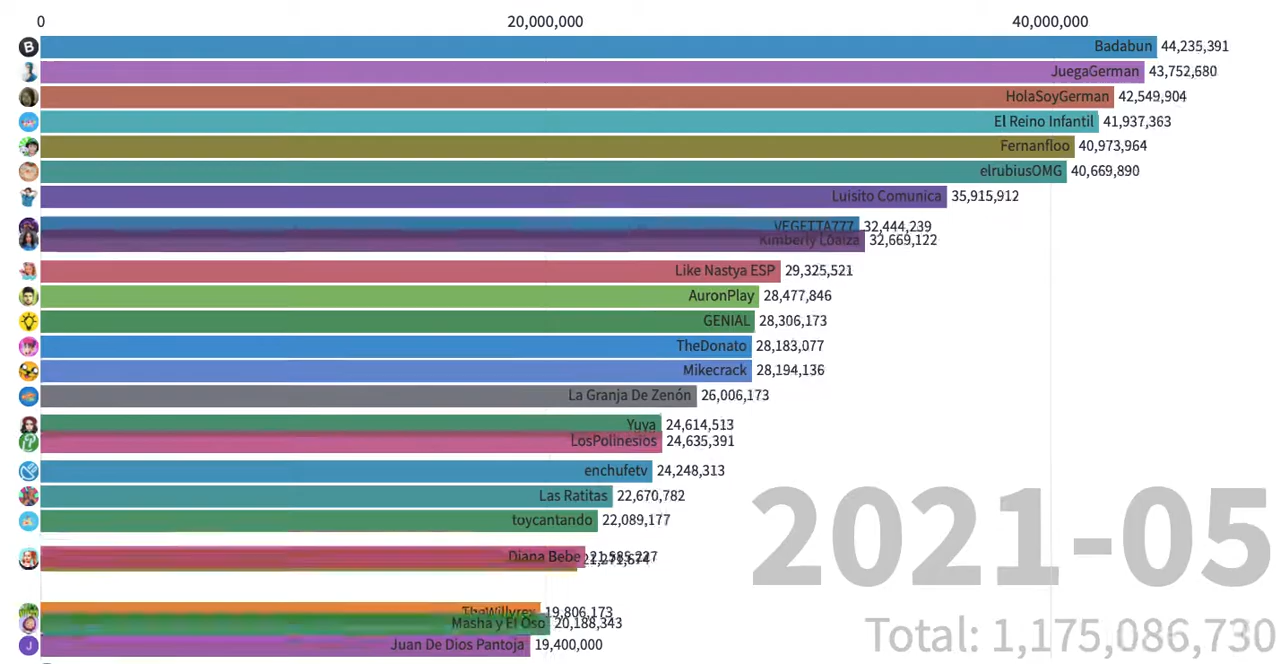 0 20,000,000 40,000,000
B Badabun 44,235,391
JuegaGerman 43,752,680
HolaSoyGerman 42,549,904
El Reino Infantil 41,937,363
Fernanfloo 40,973,964
elrubiusOMG 40,669,890
Luisito Comunica 35,915,912
VEGETTA777 32,444,239
Kimberly Loaiza 32,669,122
Like Nastya ESP 29,325,521
AuronPlay 28,477,846
GENIAL 28,306,173
TheDonato 28,183,077
Mikecrack 28,194,136
La Granja De Zenón 26,006,173
Yuya 24,614,513
? LosPolinesios 24,635,391
enchufetv 24,248,313
Las Ratitas 22,670,782
toycantando 22,089,177
Diana Bebe
TheWillyrex 19,806,173
Masha y El Oso 20,188,343
J Juan De Dios Pantoja 19,400,000
2021-05
Total: 1,175,086,730